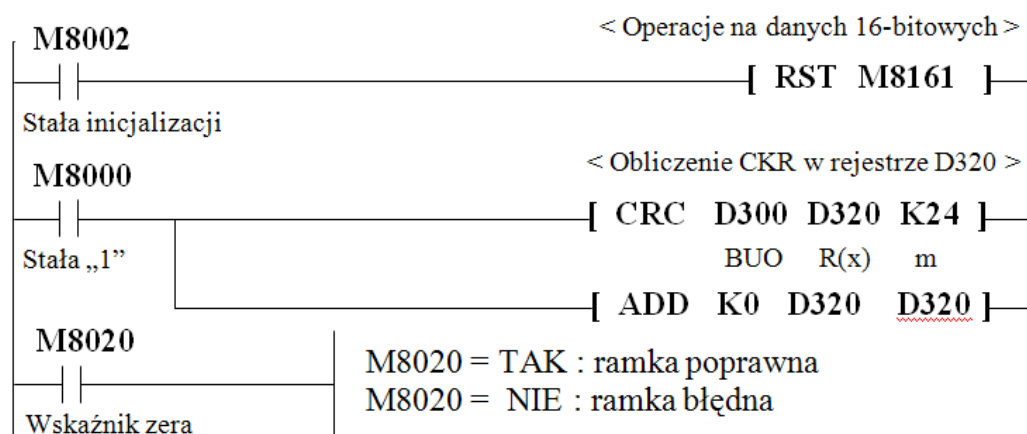 < Operacje na danych 16-bitowych >
M8002
[ RST M8161 ]
Stała inicjalizacji
< Obliczenie CKR w rejestrze D320 >
M8000
[ CRC D300 D320 K24 ]
Stała „1”
BUO R(x) m
[ ADD K0 D320 D320 ]
M8020
M8020 = TAK : ramka poprawna
M8020 = NIE : ramka błędna
Wskaźnik zera